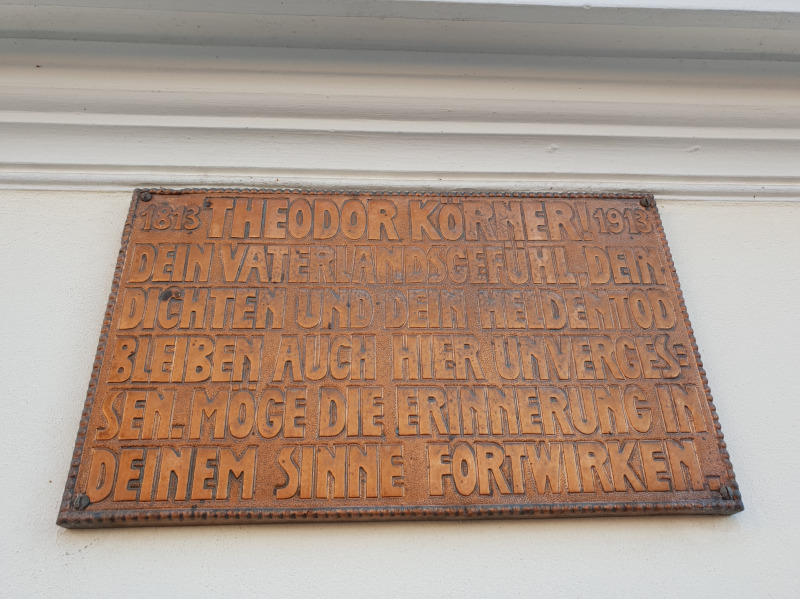 1813 THEODOR KÖRNER! 1913
DEIN VATERLANDSGEFÜHL, DEIN
DICHTEN UND DEIN HELDENTOD
BLEIBEN AUCH HIER UNVERGES=
SEN. MÖGE DIE ERINNERUNG IN
DEINEM SINNE FORTWIRKEN.